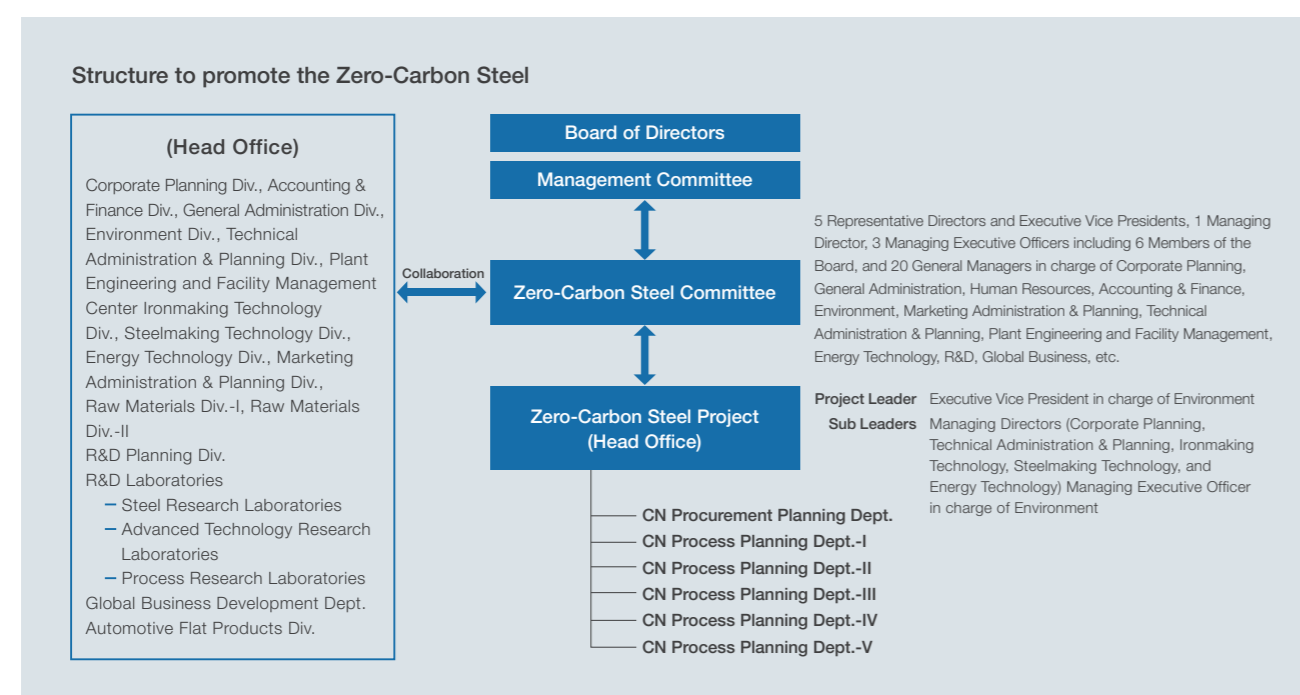 Structure to promote the Zero-Carbon Steel
(Head Office)
Corporate Planning Div., Accounting &
Finance Div., General Administration Div.,
Environment Div., Technical
Administration & Planning Div., Plant
Engineering and Facility Management
Center Ironmaking Technology
Div., Steelmaking Technology Div.,
Energy Technology Div., Marketing
Administration & Planning Div.,
Raw Materials Div.-I, Raw Materials
Div.-II
R&D Planning Div.
R&D Laboratories
– Steel Research Laboratories
– Advanced Technology Research
Laboratories
– Process Research Laboratories
Global Business Development Dept.
Automotive Flat Products Div.
Collaboration
Board of Directors
Management Committee
Zero-Carbon Steel Committee
Zero-Carbon Steel Project
(Head Office)
CN Procurement Planning Dept.
CN Process Planning Dept.-I
CN Process Planning Dept.-II
CN Process Planning Dept.-III
CN Process Planning Dept.-IV
CN Process Planning Dept.-V
5 Representative Directors and Executive Vice Presidents, 1 Managing
Director, 3 Managing Executive Officers including 6 Members of the
Board, and 20 General Managers in charge of Corporate Planning,
General Administration, Human Resources, Accounting & Finance,
Environment, Marketing Administration & Planning, Technical
Administration & Planning, Plant Engineering and Facility Management,
Energy Technology, R&D, Global Business, etc.
Project Leader Executive Vice President in charge of Environment
Sub Leaders Managing Directors (Corporate Planning,
Technical Administration & Planning, Ironmaking
Technology, Steelmaking Technology, and
Energy Technology) Managing Executive Officer
in charge of Environment